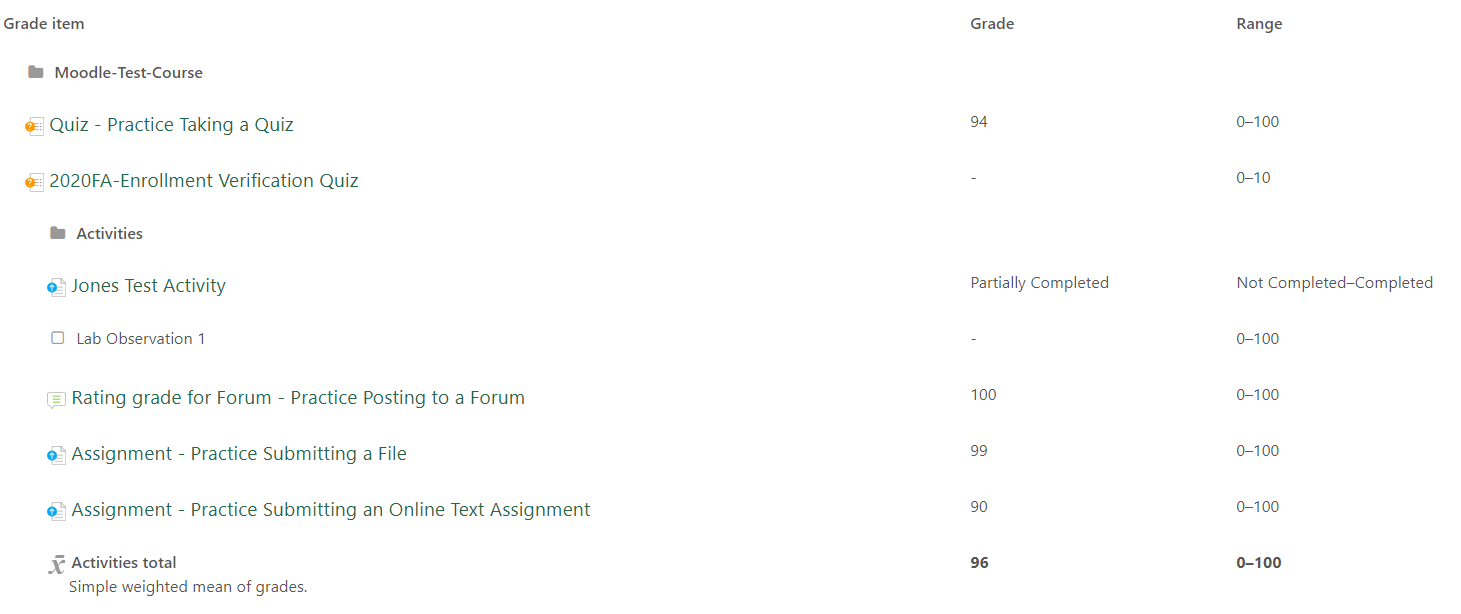 Grade item Grade Range
Moodle-Test-Course
Quiz - Practice Taking a Quiz 94 0–100
2020FA-Enrollment Verification Quiz - 0–10
Activities
Jones Test Activity Partially Completed Not Completed–Completed
Lab Observation 1 - 0–100
Rating grade for Forum - Practice Posting to a Forum 100 0–100
Assignment - Practice Submitting a File 99 0–100
Assignment - Practice Submitting an Online Text Assignment 90 0–100
Activities total 96 0–100
Simple weighted mean of grades.